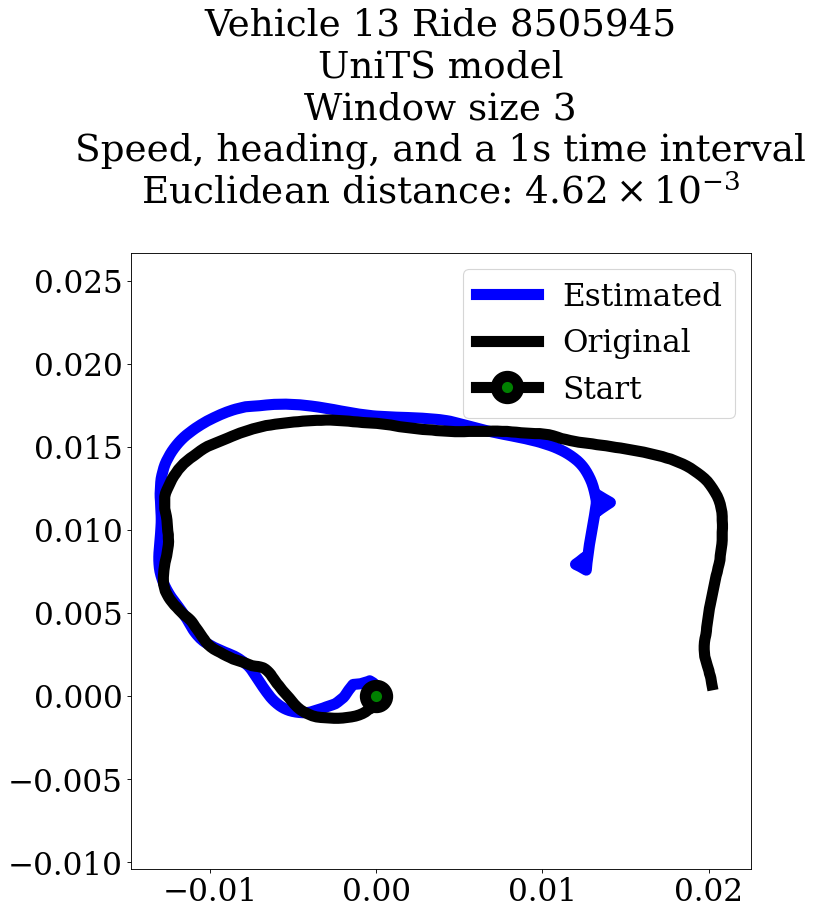 Vehicle 13 Ride 8505945
UniTS model
Window size 3
Speed, heading, and a 1s time interval
Euclidean distance: 4.62 × 10⁻³
Estimated
Original
Start
0.025
0.020
0.015
0.010
0.005
0.000
−0.005
−0.010
−0.01 0.00 0.01 0.02